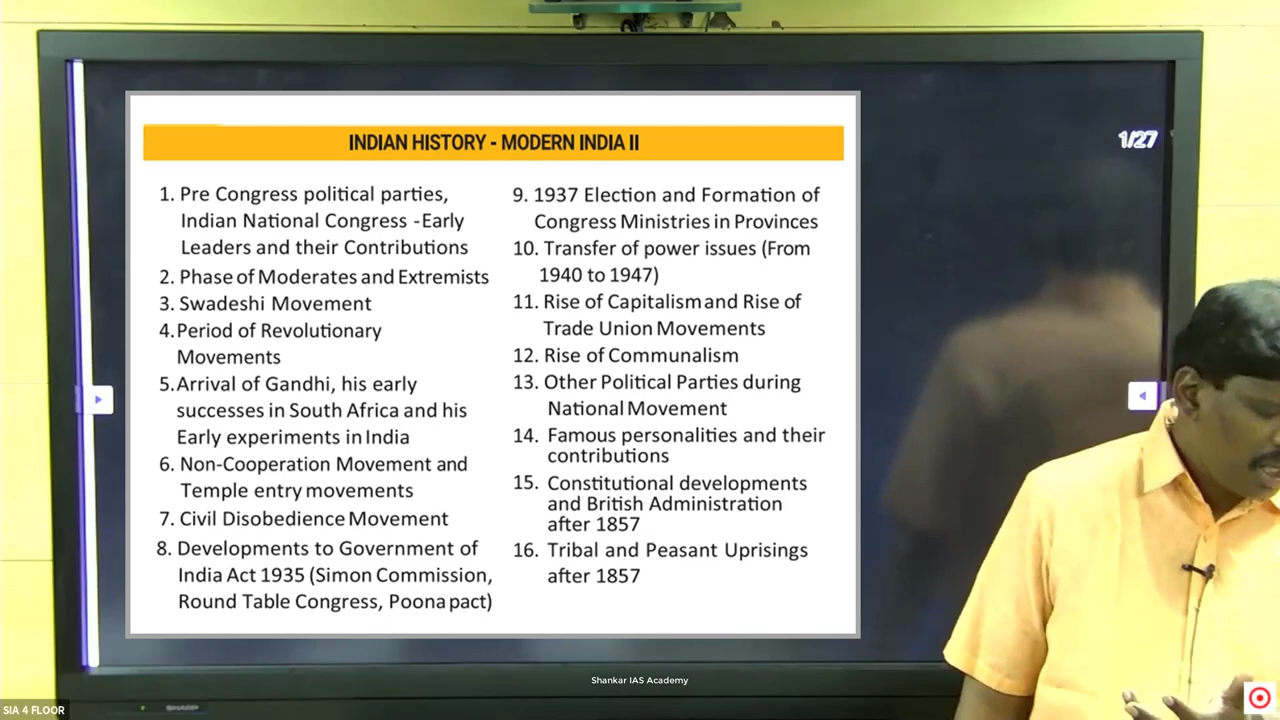 INDIAN HISTORY - MODERN INDIA II
1/27
1. Pre Congress political parties,
Indian National Congress -Early
Leaders and their Contributions
2. Phase of Moderates and Extremists
3. Swadeshi Movement
4. Period of Revolutionary
Movements
5. Arrival of Gandhi, his early
successes in South Africa and his
Early experiments in India
6. Non-Cooperation Movement and
Temple entry movements
7. Civil Disobedience Movement
8. Developments to Government of
India Act 1935 (Simon Commission,
Round Table Congress, Poona pact)
9. 1937 Election and Formation of
Congress Ministries in Provinces
10. Transfer of power issues (From
1940 to 1947)
11. Rise of Capitalism and Rise of
Trade Union Movements
12. Rise of Communalism
13. Other Political Parties during
National Movement
14. Famous personalities and their
contributions
15. Constitutional developments
and British Administration
after 1857
16. Tribal and Peasant Uprisings
after 1857
Shankar IAS Academy
SIA 4 FLOOR
SHARP